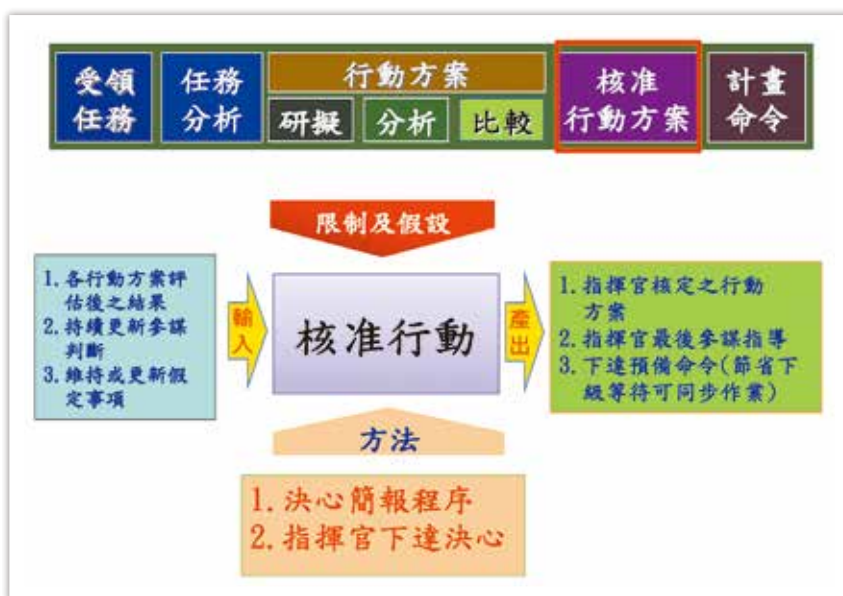 受領
任務
任務
分析
行動方案
研擬
分析
比較
核准
行動方案
計畫
命令
限制及假設
1.各行動方案評
估後之結果
2.持續更新參謀
判斷
3.維持或更新假
定事項
輸入
核准行動
產出
1.指揮官核定之行動
方案
2.指揮官最後參謀指導
3.下達預備命令(節省下
級等待可同步作業)
方法
1.決心簡報程序
2.指揮官下達決心